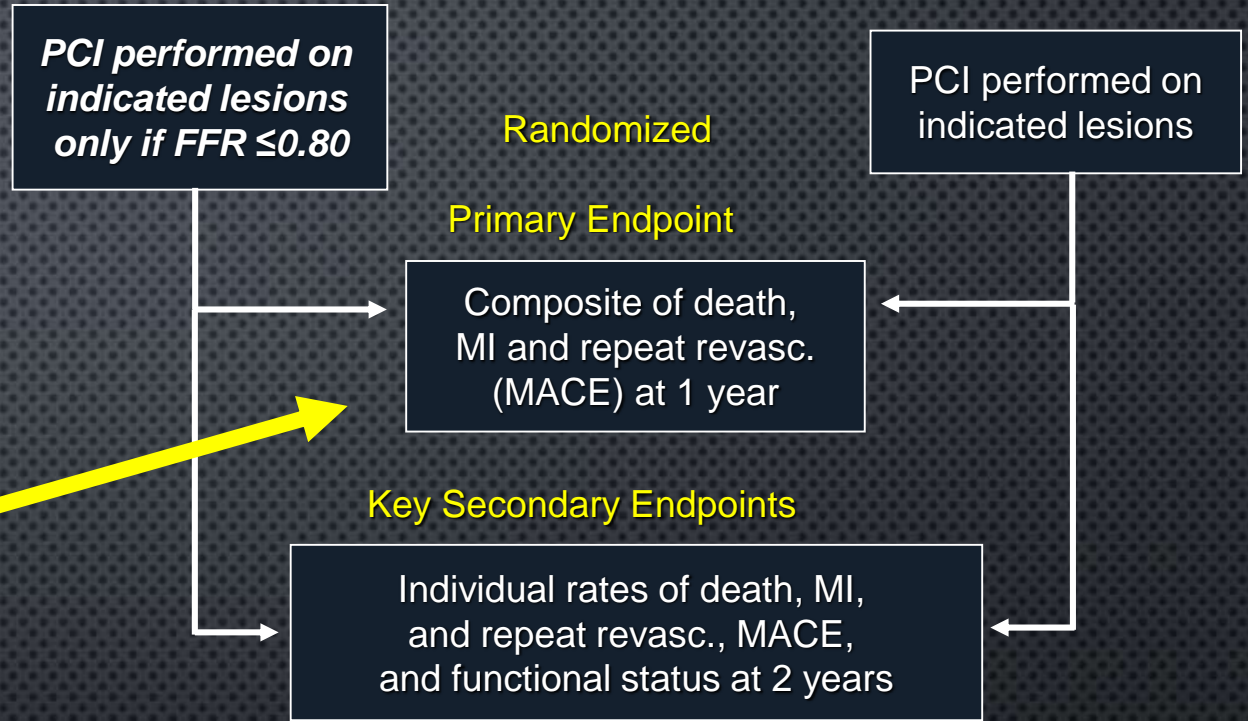 PCI performed on
indicated lesions
only if FFR ≤0.80
PCI performed on
indicated lesions
Randomized
Primary Endpoint
Composite of death,
MI and repeat revasc.
(MACE) at 1 year
Key Secondary Endpoints
Individual rates of death, MI,
and repeat revasc., MACE,
and functional status at 2 years